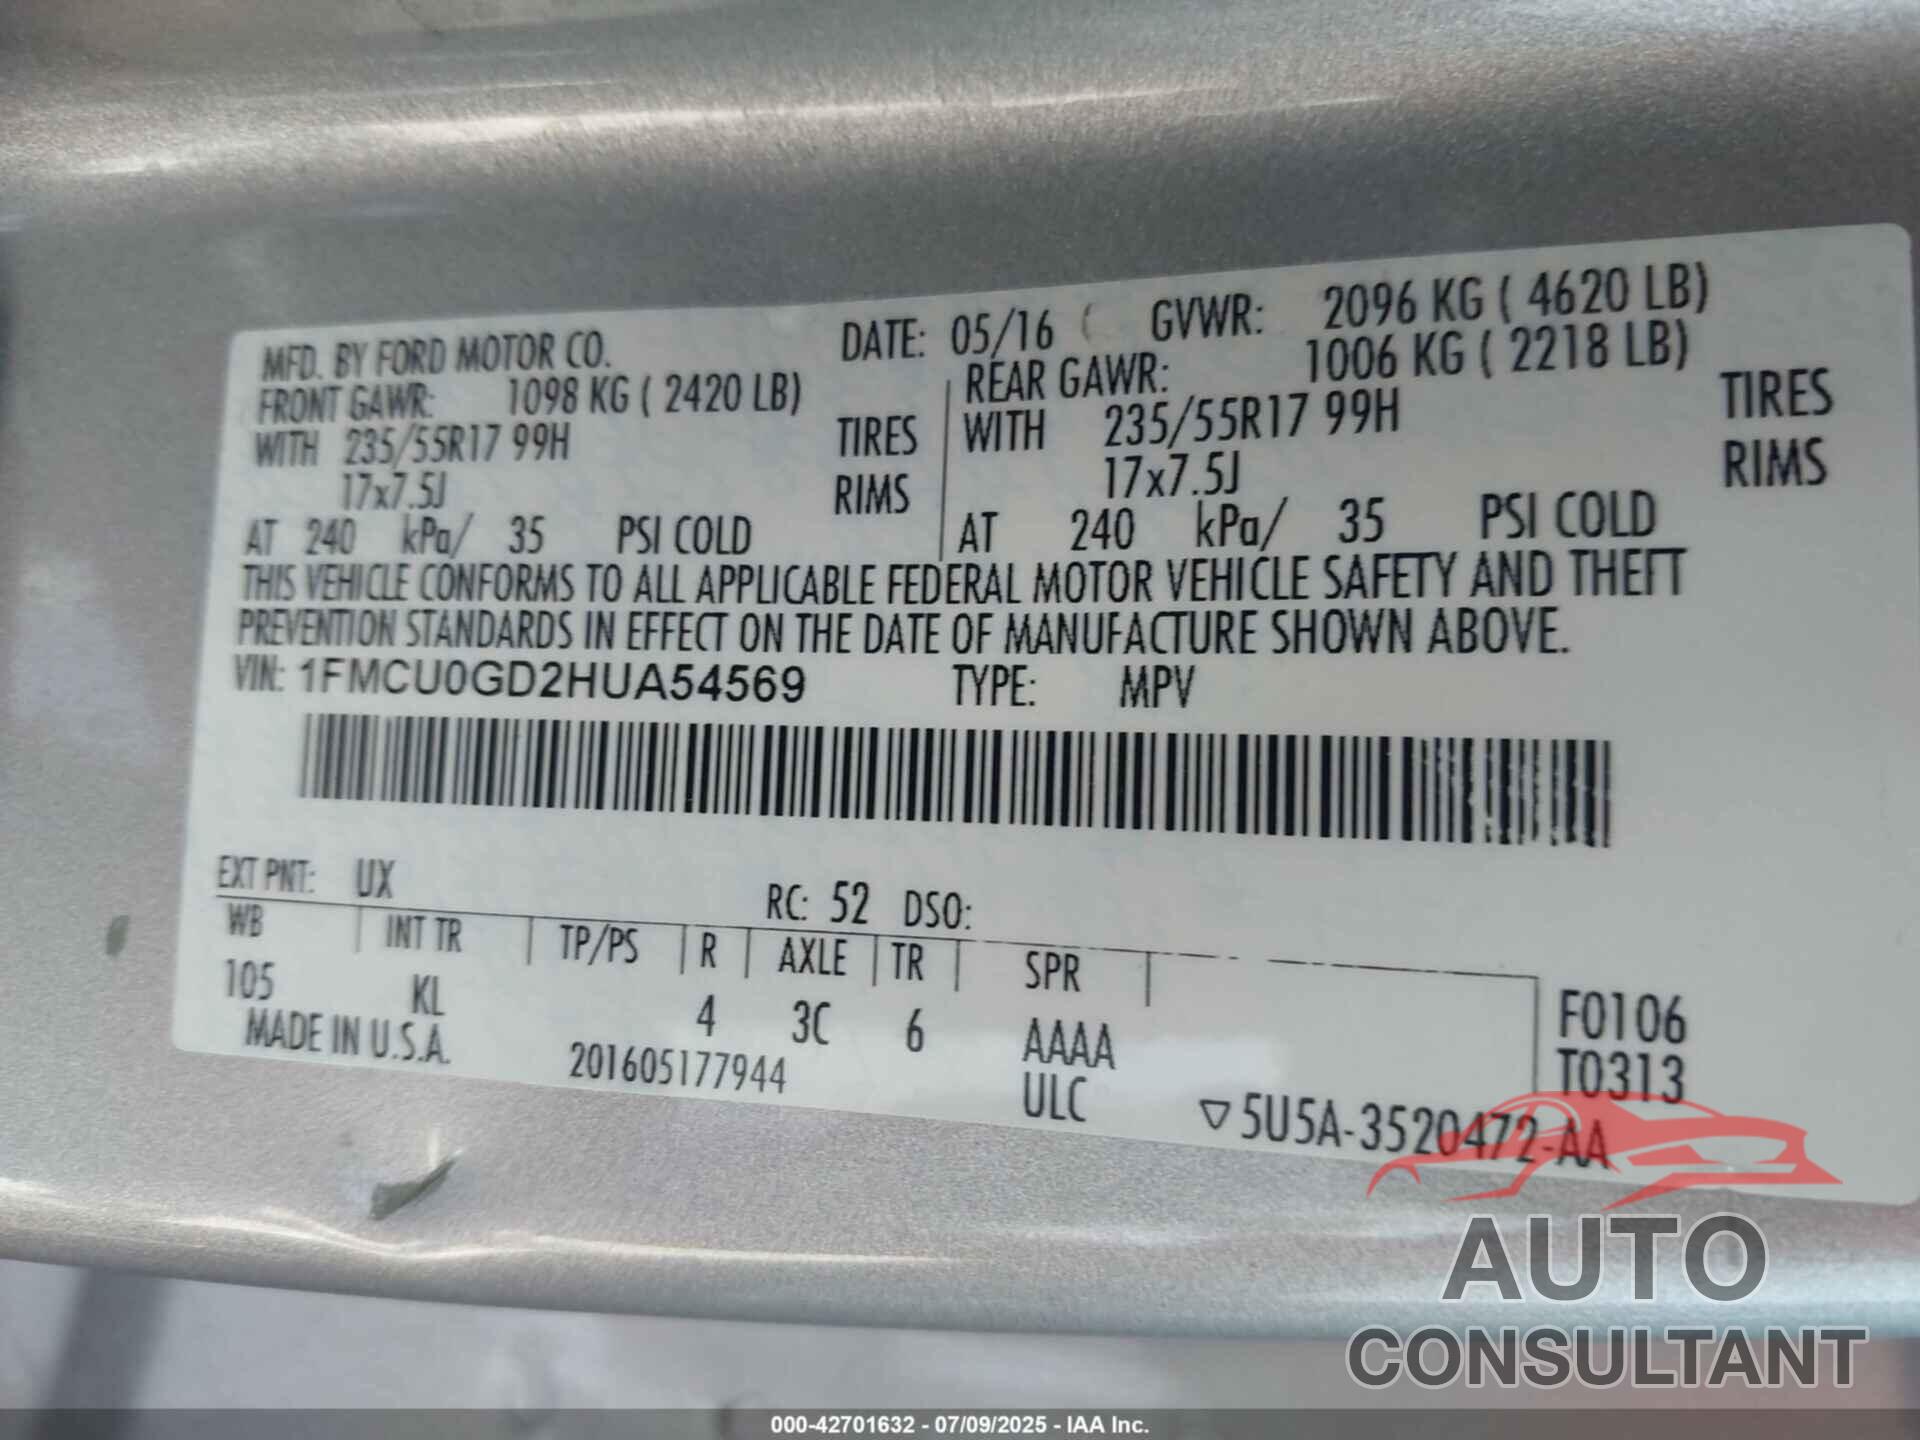 MFD. BY FORD MOTOR CO. DATE: 05/16 GVWR: 2096 KG ( 4620 LB)
FRONT GAWR: 1098 KG ( 2420 LB) REAR GAWR: 1006 KG ( 2218 LB)
WITH 235/55R17 99H TIRES WITH 235/55R17 99H TIRES
17x7.5J RIMS 17x7.5J RIMS
AT 240 kPa/ 35 PSI COLD AT 240 kPa/ 35 PSI COLD
THIS VEHICLE CONFORMS TO ALL APPLICABLE FEDERAL MOTOR VEHICLE SAFETY AND THEFT
PREVENTION STANDARDS IN EFFECT ON THE DATE OF MANUFACTURE SHOWN ABOVE.
VIN: 1FMCU0GD2HUA54569 TYPE: MPV
EXT PNT: UX RC: 52 DSO:
WB INT TR TP/PS R AXLE TR SPR
105 KL 4 3C 6 AAAA F0106
MADE IN U.S.A. 201605177944 ULC T0313
▽5U5A-3520472-AA
AUTO
CONSULTANT
000-42701632 - 07/09/2025 - IAA Inc.